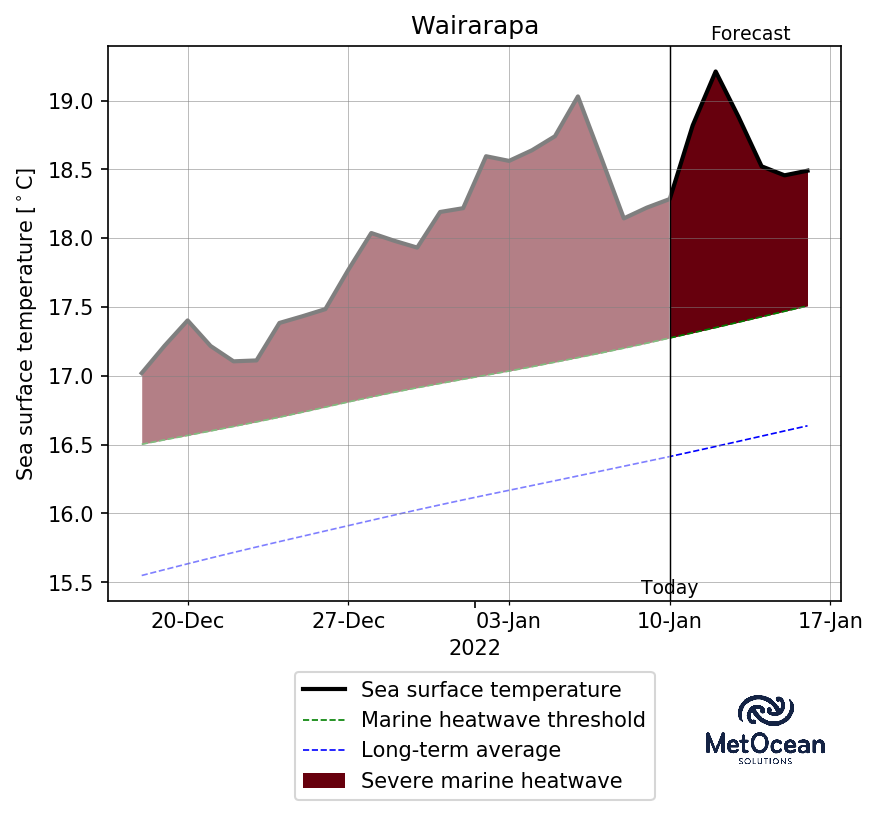 Wairarapa
Forecast
Sea surface temperature [°C]
19.0
18.5
18.0
17.5
17.0
16.5
16.0
15.5
Today
20-Dec
27-Dec
03-Jan
10-Jan
17-Jan
2022
Sea surface temperature
Marine heatwave threshold
Long-term average
Severe marine heatwave
MetOcean
SOLUTIONS